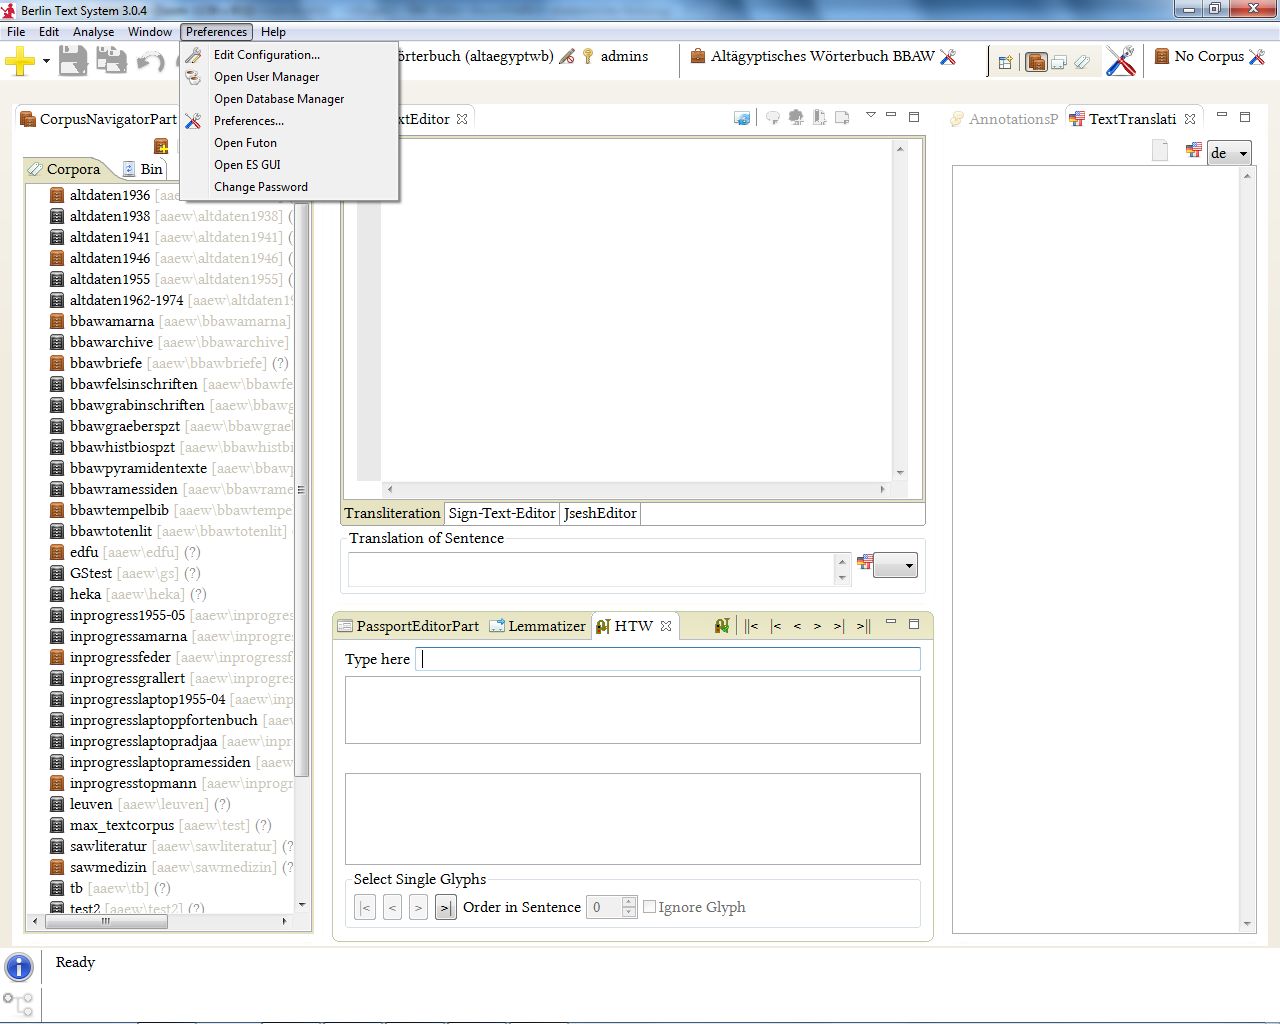 Berlin Text System 3.0.4
File Edit Analyse Window Preferences Help
Edit Configuration...
Open User Manager
Open Database Manager
Preferences...
Open Futon
Open ES GUI
Change Password
örterbuch (altaegyptwb) admins Altägyptisches Wörterbuch BBAW No Corpus
CorpusNavigatorPart
Corpora Bin
altdaten1936 [aae
altdaten1938 [aaew\altdaten1938] (
altdaten1941 [aaew\altdaten1941] (
altdaten1946 [aaew\altdaten1946] (
altdaten1955 [aaew\altdaten1955] (
altdaten1962-1974 [aaew\altdaten19
bbawamarna [aaew\bbawamarna]
bbawarchive [aaew\bbawarchive]
bbawbriefe [aaew\bbawbriefe] (?)
bbawfelsinschriften [aaew\bbawfe
bbawgrabinschriften [aaew\bbawg
bbawgraeberspzt [aaew\bbawgrael
bbawhistbiospzt [aaew\bbawhistbi
bbawpyramidentexte [aaew\bbawp
bbawramessiden [aaew\bbawrame
bbawtempelbib [aaew\bbawtempe
bbawtotenlit [aaew\bbawtotenlit]
edfu [aaew\edfu] (?)
GStest [aaew\gs] (?)
heka [aaew\heka] (?)
inprogress1955-05 [aaew\inprogress
inprogressamarna [aaew\inprogress
inprogressfeder [aaew\inprogressf
inprogressgrallert [aaew\inprogress
inprogresslaptop1955-04 [aaew\inp
inprogresslaptoppfortenbuch [aaew
inprogresslaptopradjaa [aaew\inpr
inprogresslaptopramessiden [aaew
inprogresstopmann [aaew\inprogr
leuven [aaew\leuven] (?)
max_textcorpus [aaew\test] (?)
sawliteratur [aaew\sawliteratur] (?
sawmedizin [aaew\sawmedizin] (?
tb [aaew\tb] (?)
test2 [aaew\test2] (?)
extEditor
Transliteration Sign-Text-Editor JseshEditor
Translation of Sentence
PassportEditorPart Lemmatizer HTW ||< |< < > >| >||
Type here
Select Single Glyphs
|< < > >| Order in Sentence 0 Ignore Glyph
AnnotationsP TextTranslati
de
Ready